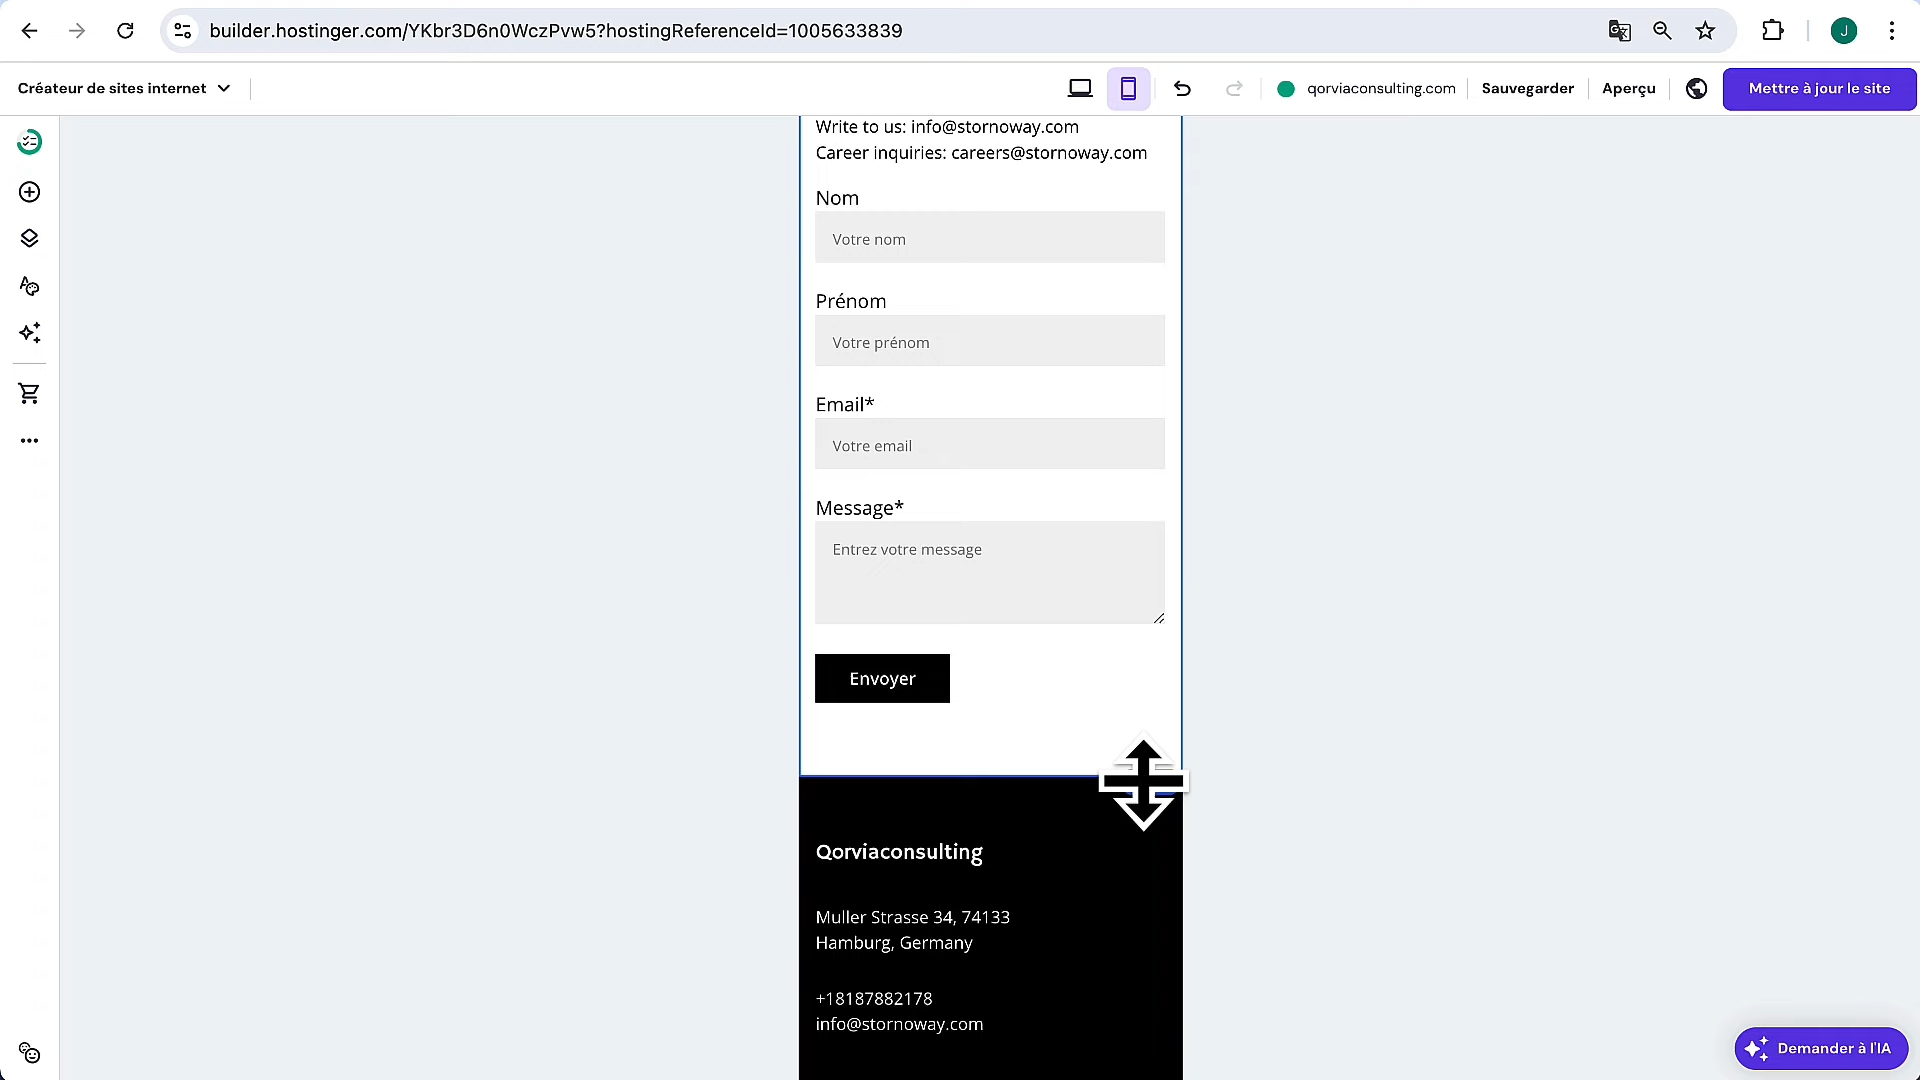 builder.hostinger.com/YKbr3D6n0WczPvw5?hostingReferenceId=1005633839
J
Créateur de sites internet
qorviaconsulting.com
Sauvegarder
Aperçu
Mettre à jour le site
Write to us: info@stornoway.com
Career inquiries: careers@stornoway.com
Nom
Votre nom
Prénom
Votre prénom
Email*
Votre email
Message*
Entrez votre message
Envoyer
Qorviaconsulting
Muller Strasse 34, 74133
Hamburg, Germany
+18187882178
info@stornoway.com
Demander à l'IA